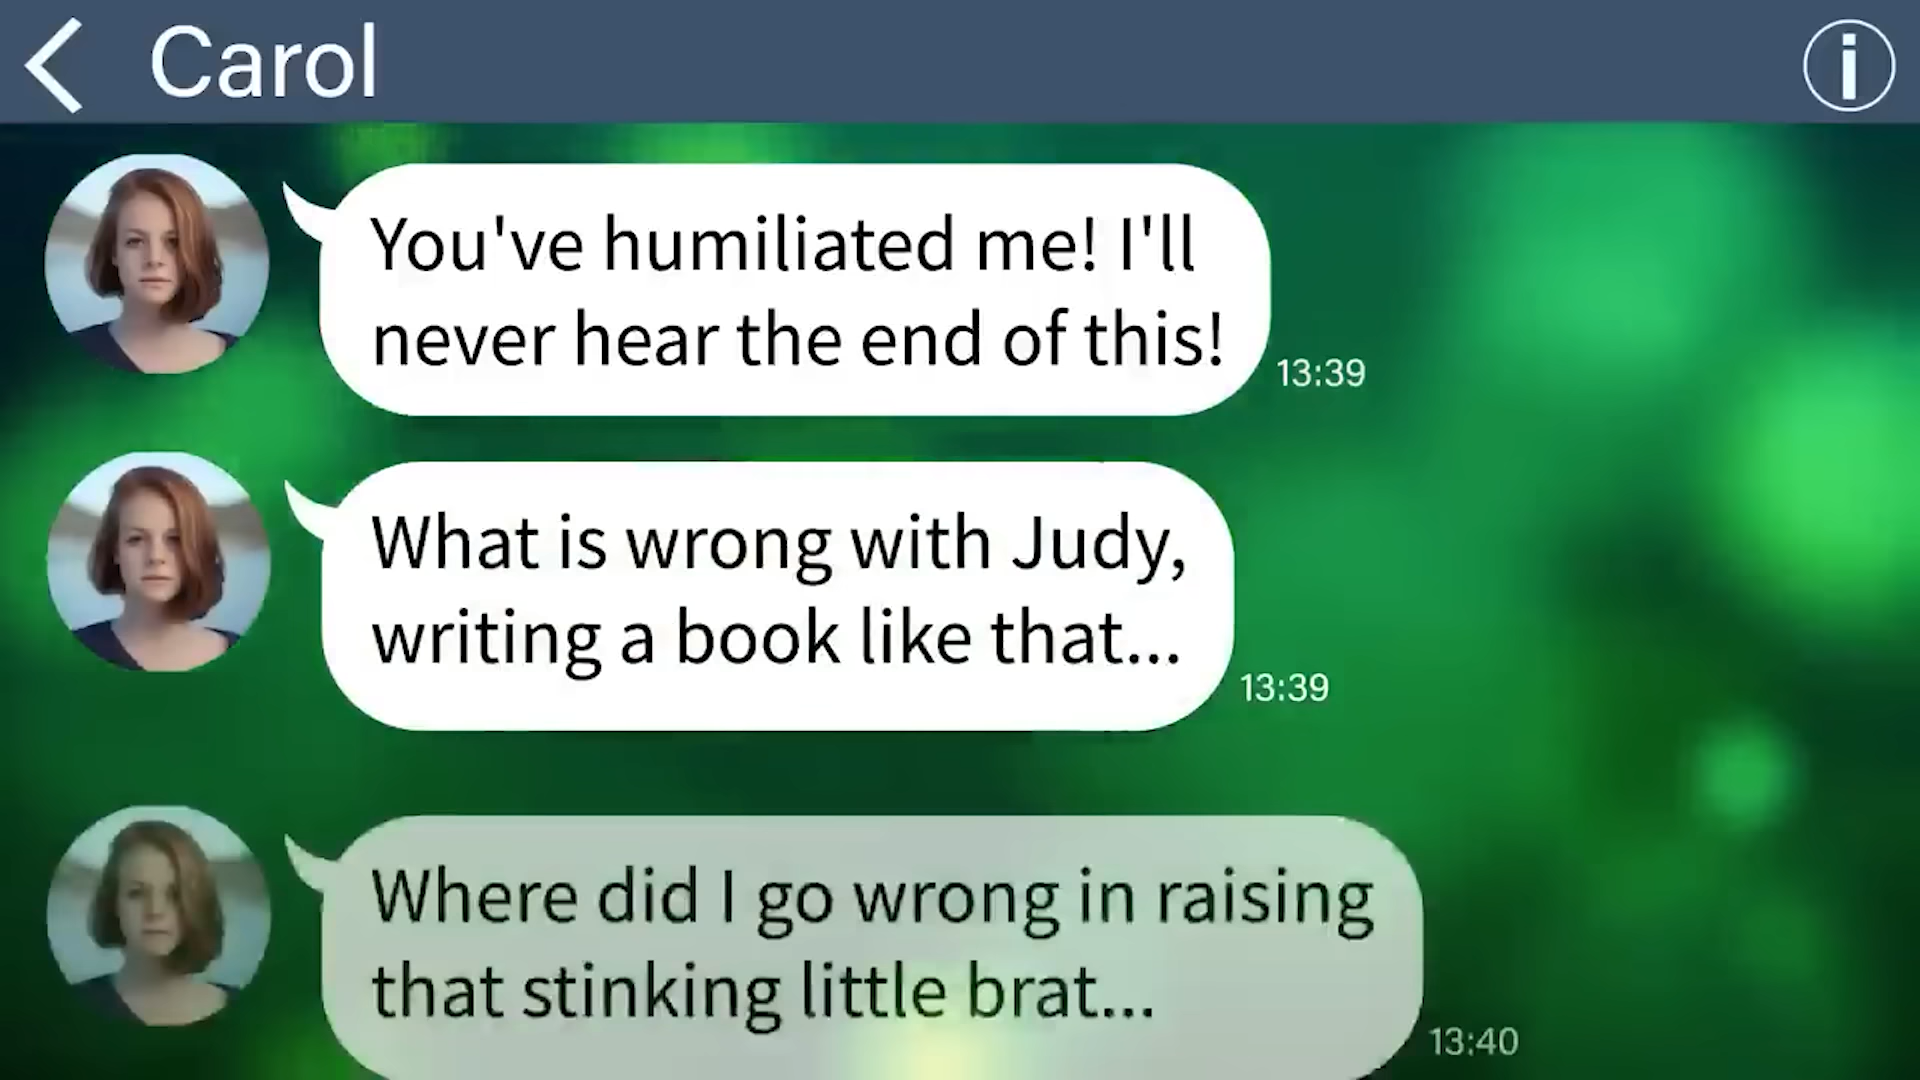 Carol
You've humiliated me! I'll
never hear the end of this!
13:39
What is wrong with Judy,
writing a book like that...
13:39
Where did I go wrong in raising
that stinking little brat...
13:40